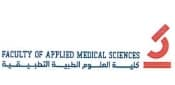 FACULTY OF APPLIED MEDICAL SCIENCES
كلية العلوم الطبية التطبيقية